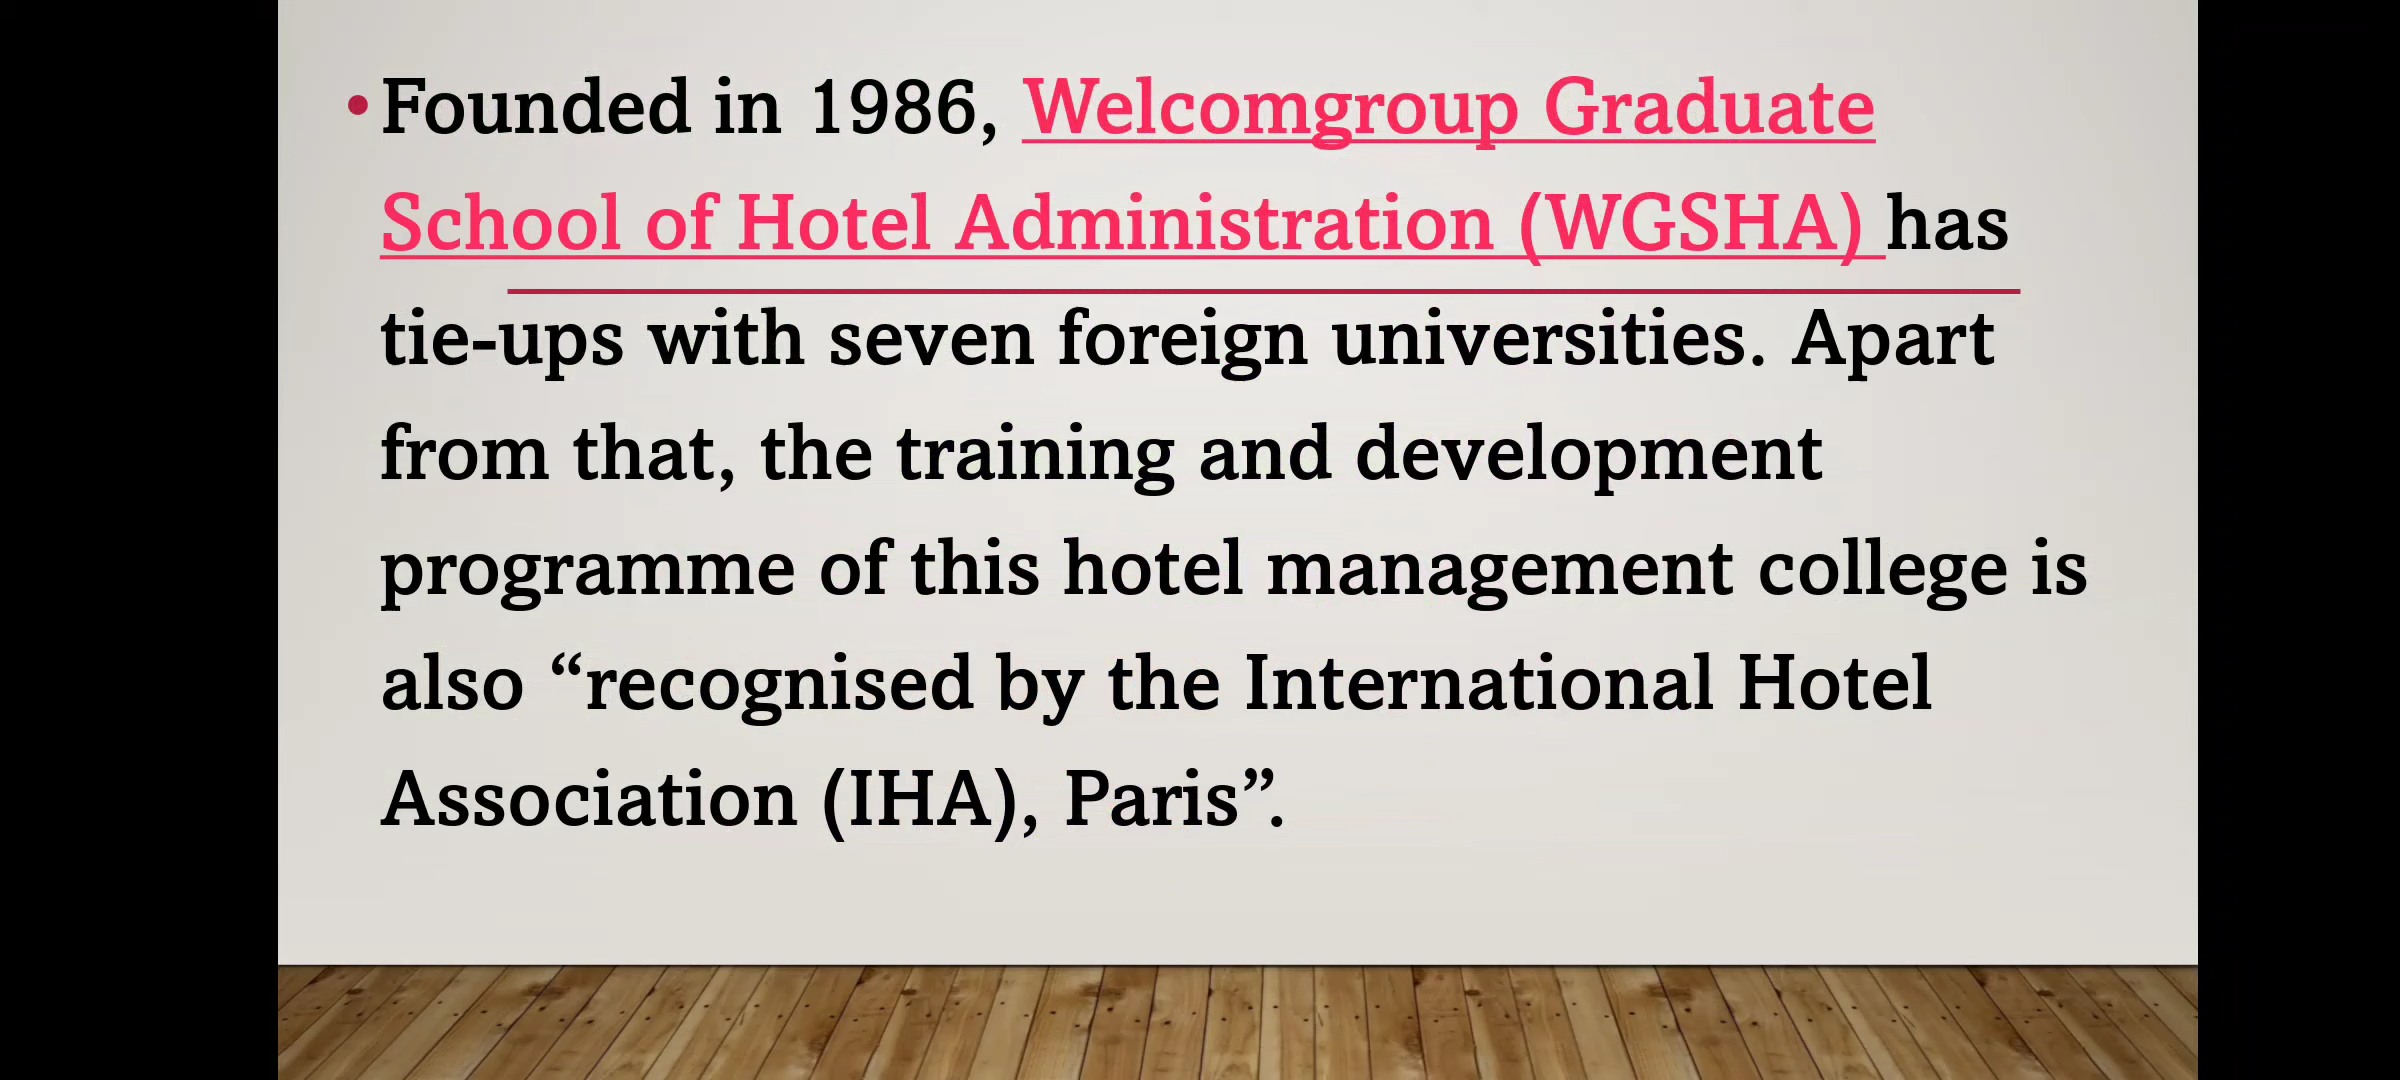 •Founded in 1986, Welcomgroup Graduate
School of Hotel Administration (WGSHA) has
tie-ups with seven foreign universities. Apart
from that, the training and development
programme of this hotel management college is
also “recognised by the International Hotel
Association (IHA), Paris”.